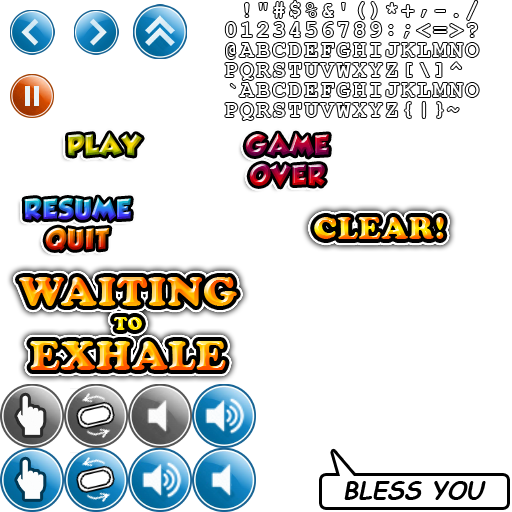 !"#$%&'()*+,-./
0123456789:;<=>?
@ABCDEFGHIJKLMNO
PQRSTUVWXYZ[\]^
`ABCDEFGHIJKLMNO
PQRSTUVWXYZ{|}~
PLAY
GAME
OVER
RESUME
QUIT
CLEAR!
WAITING
TO
EXHALE
BLESS YOU